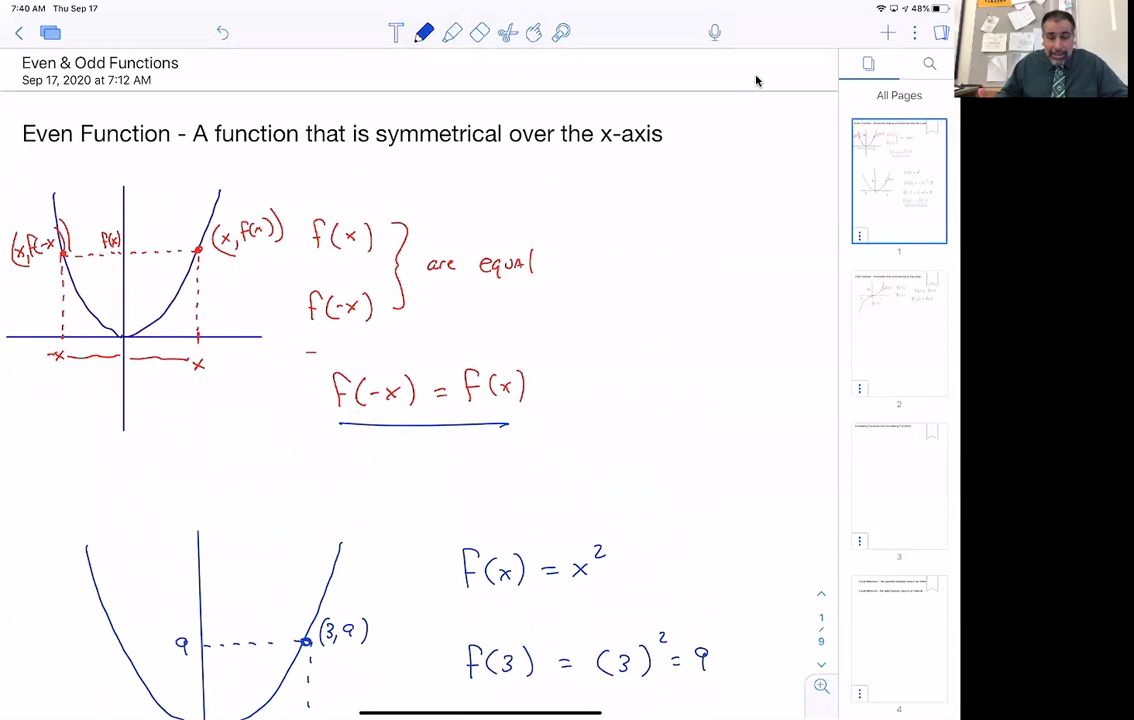 7:40 AM Thu Sep 17
48%
Even & Odd Functions
Sep 17, 2020 at 7:12 AM
All Pages
Even Function - A function that is symmetrical over the x-axis
(x, f(-x))
f(x)
(x, f(x))
f(x)
f(-x)
are equal
-x
x
f(-x) = f(x)
f(x) = x²
9
(3,9)
f(3) = (3)² = 9
1
/
9
1
2
3
4